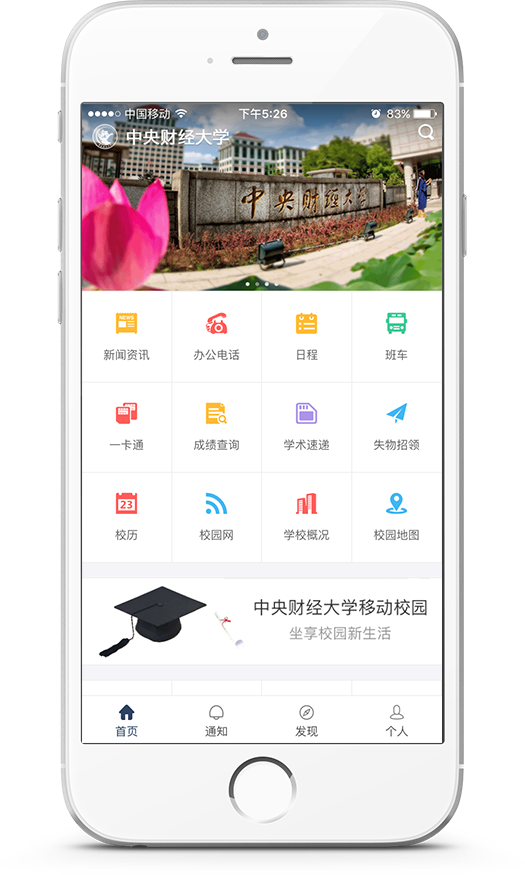 中国移动 下午5:26 83%
中央财经大学
中央财经大学
NEWS
新闻资讯 办公电话 日程 班车
一卡通 成绩查询 学术速递 失物招领
23
校历 校园网 学校概况 校园地图
中央财经大学移动校园
坐享校园新生活
首页 通知 发现 个人